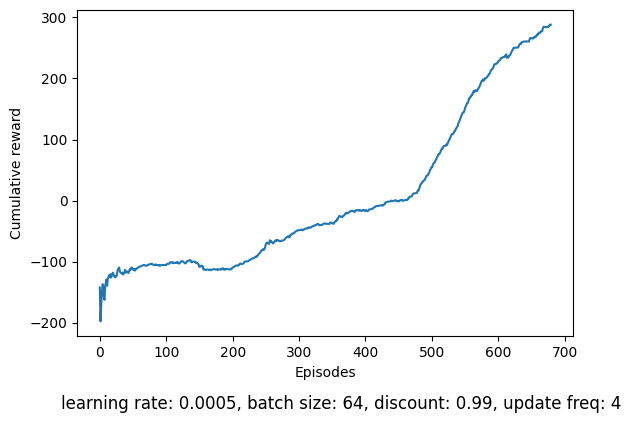 300
200
100
0
−100
−200
Cumulative reward
0 100 200 300 400 500 600 700
Episodes
learning rate: 0.0005, batch size: 64, discount: 0.99, update freq: 4